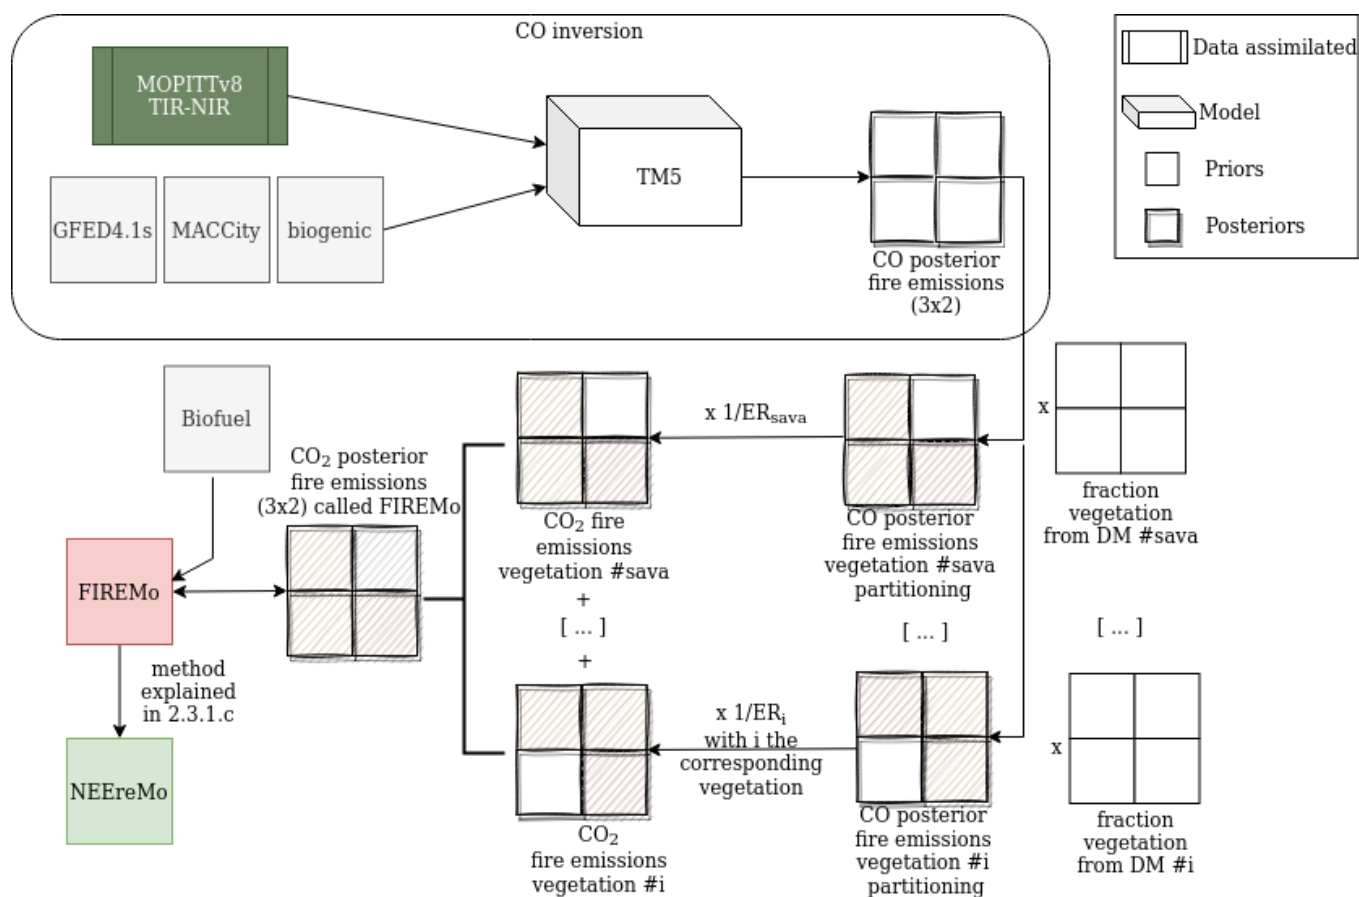 CO inversion
MOPITTv8
TIR-NIR
GFED4.1s
MACCity
biogenic
TM5
CO posterior
fire emissions
(3x2)
Data assimilated
Model
Priors
Posteriors
Biofuel
CO₂ posterior
fire emissions
(3x2) called FIREMo
FIREMo
method
explained
in 2.3.1.c
NEEreMo
x 1/ERsava
CO₂ fire
emissions
vegetation #sava
+
[ ... ]
+
CO₂
fire emissions
vegetation #i
x 1/ERi
with i the
corresponding
vegetation
CO posterior
fire emissions
vegetation #sava
partitioning
[ ... ]
CO posterior
fire emissions
vegetation #i
partitioning
x
fraction
vegetation
from DM #sava
[ ... ]
x
fraction
vegetation
from DM #i